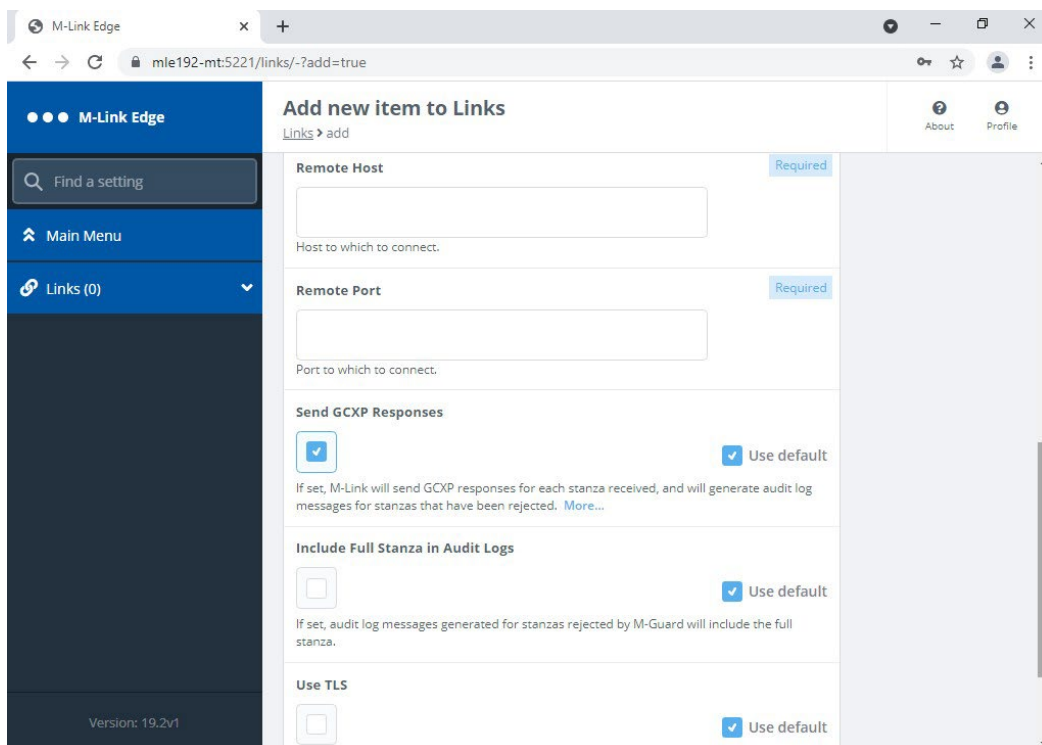 M-Link Edge
mle192-mt:5221/links/-?add=true
M-Link Edge
Find a setting
Main Menu
Links (0)
Version: 19.2v1
Add new item to Links
Links > add
About
Profile
Remote Host
Required
Host to which to connect.
Remote Port
Required
Port to which to connect.
Send GCXP Responses
Use default
If set, M-Link will send GCXP responses for each stanza received, and will generate audit log
messages for stanzas that have been rejected. More...
Include Full Stanza in Audit Logs
Use default
If set, audit log messages generated for stanzas rejected by M-Guard will include the full
stanza.
Use TLS
Use default